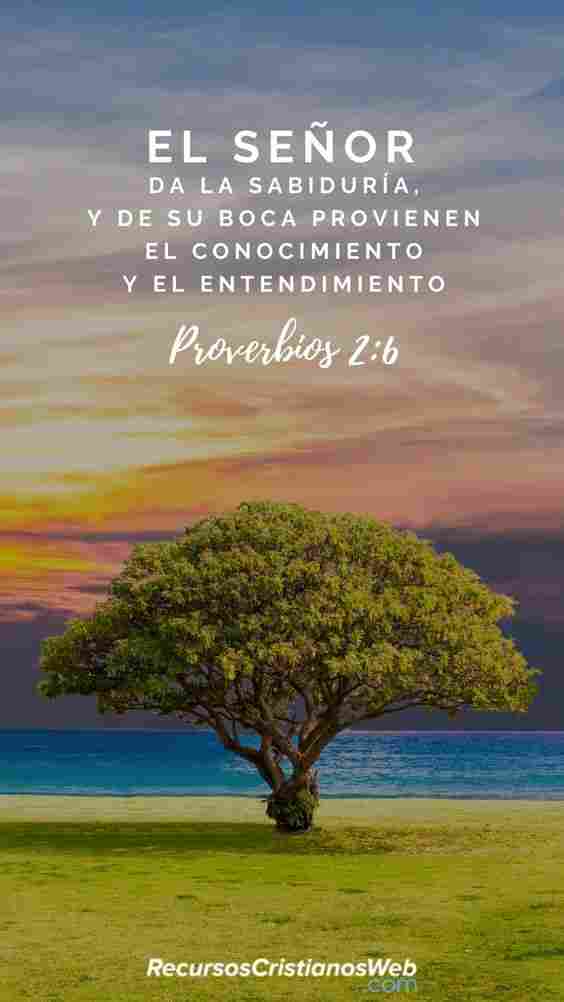 EL SEÑOR
DA LA SABIDURÍA,
Y DE SU BOCA PROVIENEN
EL CONOCIMIENTO
Y EL ENTENDIMIENTO
Proverbios 2:6
RecursosCristianosWeb
.com